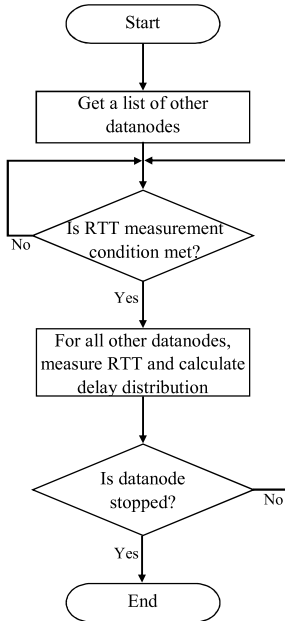 Start
Get a list of other
datanodes
Is RTT measurement
condition met?
No
Yes
For all other datanodes,
measure RTT and calculate
delay distribution
Is datanode
stopped?
No
Yes
End